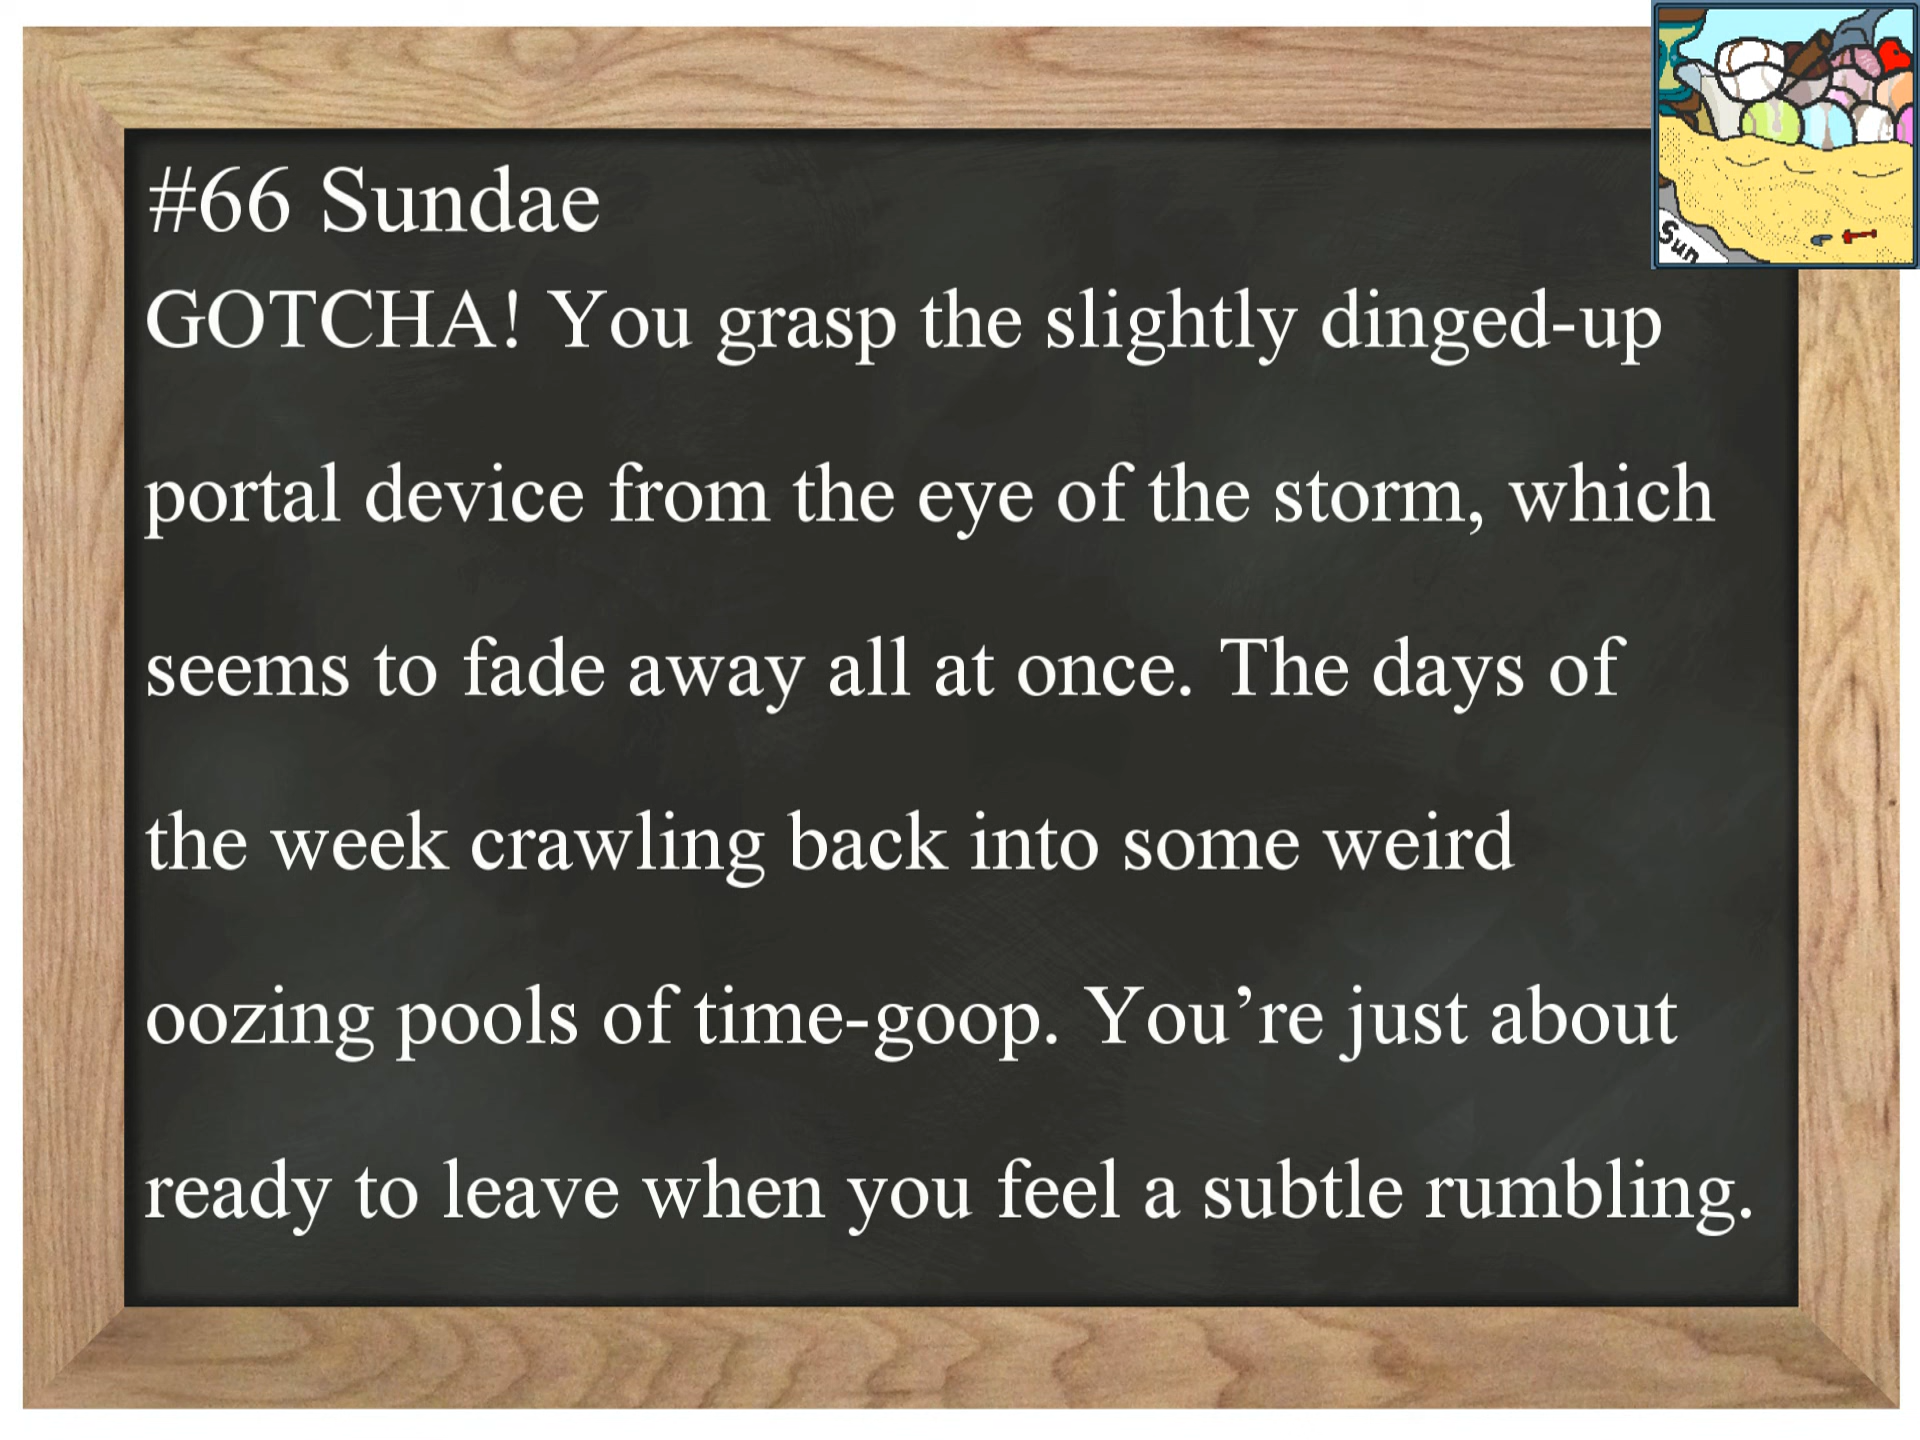 #66 Sundae
GOTCHA! You grasp the slightly dinged-up
portal device from the eye of the storm, which
seems to fade away all at once. The days of
the week crawling back into some weird
oozing pools of time-goop. You’re just about
ready to leave when you feel a subtle rumbling.
Sun